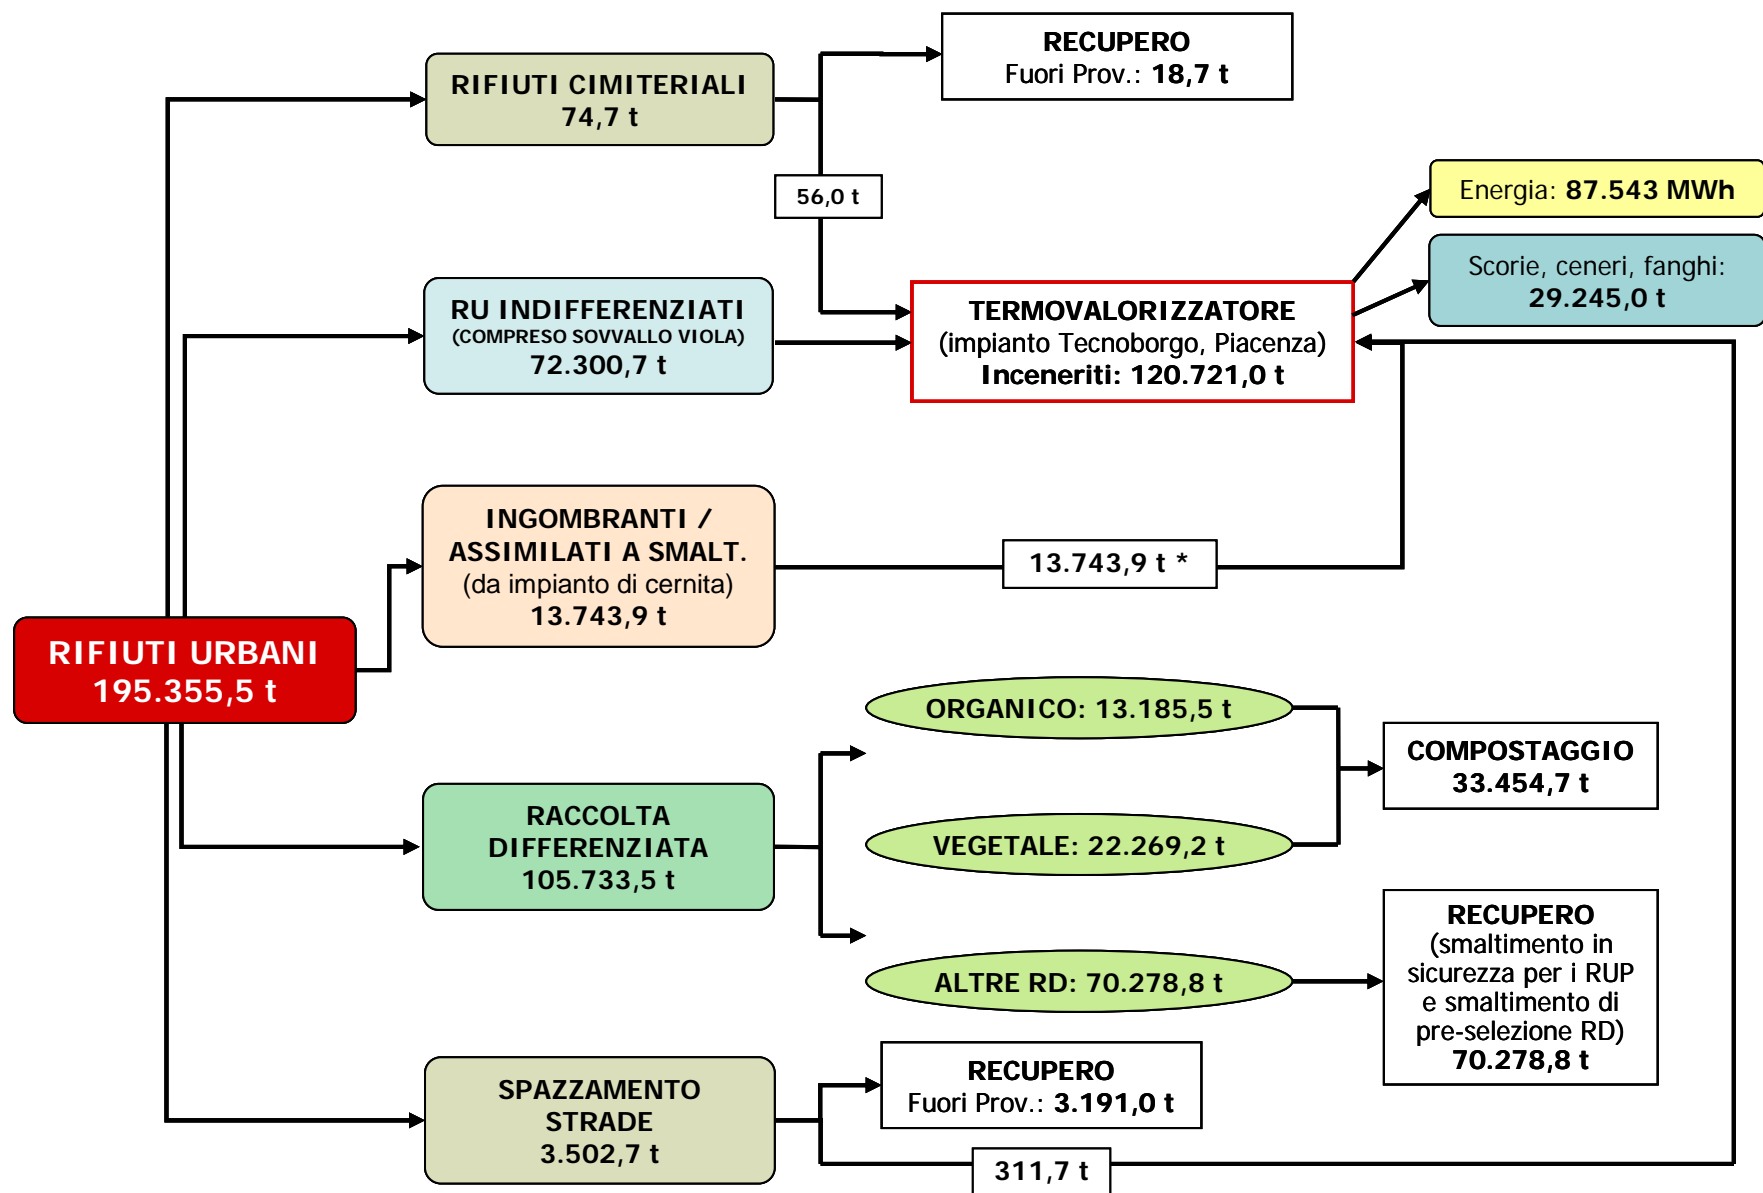 RECUPERO
Fuori Prov.: 18,7 t
RIFIUTI CIMITERIALI
74,7 t
56,0 t
Energia: 87.543 MWh
Scorie, ceneri, fanghi:
29.245,0 t
RU INDIFFERENZIATI
(COMPRESO SOVVALLO VIOLA)
72.300,7 t
TERMOVALORIZZATORE
(impianto Tecnoborgo, Piacenza)
Inceneriti: 120.721,0 t
INGOMBRANTI /
ASSIMILATI A SMALT.
(da impianto di cernita)
13.743,9 t
13.743,9 t *
RIFIUTI URBANI
195.355,5 t
ORGANICO: 13.185,5 t
COMPOSTAGGIO
33.454,7 t
RACCOLTA
DIFFERENZIATA
105.733,5 t
VEGETALE: 22.269,2 t
ALTRE RD: 70.278,8 t
RECUPERO
(smaltimento in
sicurezza per i RUP
e smaltimento di
pre-selezione RD)
70.278,8 t
SPAZZAMENTO
STRADE
3.502,7 t
RECUPERO
Fuori Prov.: 3.191,0 t
311,7 t